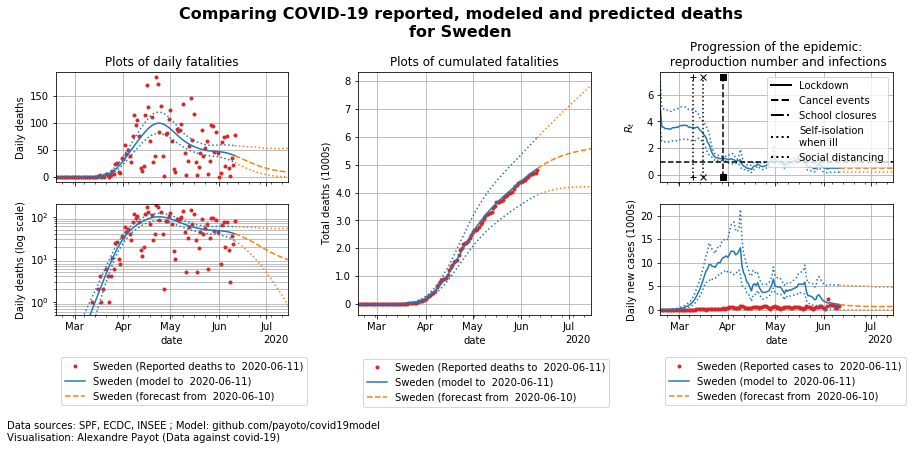 Comparing COVID-19 reported, modeled and predicted deaths
for Sweden
Plots of daily fatalities
Daily deaths
150
100
50
0
Daily deaths (log scale)
10²
10¹
10⁰
Mar Apr May Jun Jul
date
2020
Sweden (Reported deaths to 2020-06-11)
Sweden (model to 2020-06-11)
Sweden (forecast from 2020-06-10)
Plots of cumulated fatalities
Total deaths (1000s)
8
7.0
6.0
5.0
4.0
3.0
2.0
1.0
0
Mar Apr May Jun Jul
date
2020
Sweden (Reported deaths to 2020-06-11)
Sweden (model to 2020-06-11)
Sweden (forecast from 2020-06-10)
Progression of the epidemic:
reproduction number and infections
Rₜ
6
4
2
0
Lockdown
Cancel events
School closures
Self-isolation
when ill
Social distancing
Daily new cases (1000s)
20
15
10
5
0
Mar Apr May Jun Jul
date
2020
Sweden (Reported cases to 2020-06-11)
Sweden (model to 2020-06-11)
Sweden (forecast from 2020-06-10)
Data sources: SPF, ECDC, INSEE ; Model: github.com/payoto/covid19model
Visualisation: Alexandre Payot (Data against covid-19)